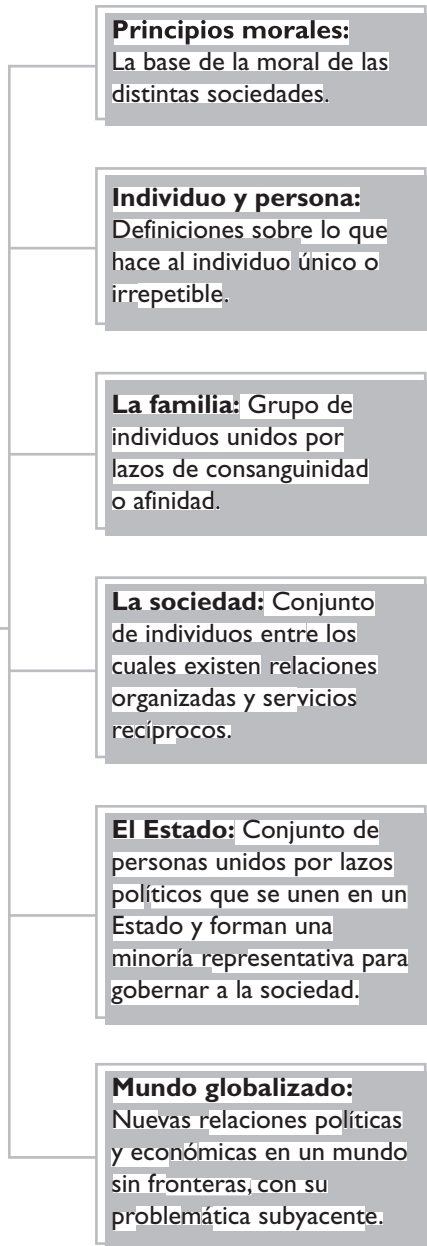 Principios morales:
La base de la moral de las
distintas sociedades.
Individuo y persona:
Definiciones sobre lo que
hace al individuo único o
irrepetible.
La familia: Grupo de
individuos unidos por
lazos de consanguinidad
o afinidad.
La sociedad: Conjunto
de individuos entre los
cuales existen relaciones
organizadas y servicios
recíprocos.
El Estado: Conjunto de
personas unidos por lazos
políticos que se unen en un
Estado y forman una
minoría representativa para
gobernar a la sociedad.
Mundo globalizado:
Nuevas relaciones políticas
y económicas en un mundo
sin fronteras, con su
problemática subyacente.